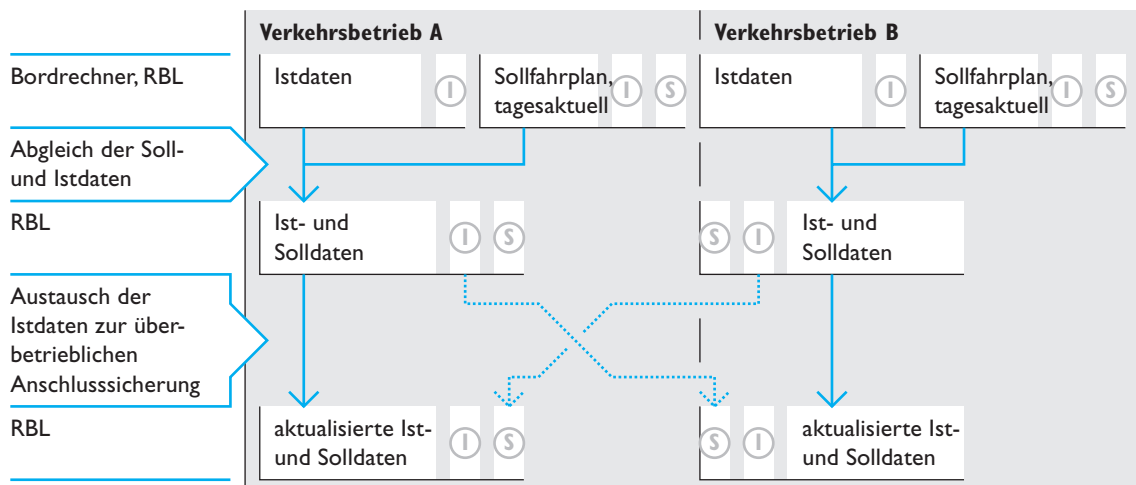 Verkehrsbetrieb A
Verkehrsbetrieb B
Bordrechner, RBL
Istdaten
I
Sollfahrplan,
tagesaktuell
I
S
Istdaten
I
Sollfahrplan,
tagesaktuell
I
S
Abgleich der Soll-
und Istdaten
RBL
Ist- und
Solldaten
I
S
S
I
Ist- und
Solldaten
Austausch der
Istdaten zur über-
betrieblichen
Anschlusssicherung
RBL
aktualisierte Ist-
und Solldaten
I
S
S
I
aktualisierte Ist-
und Solldaten